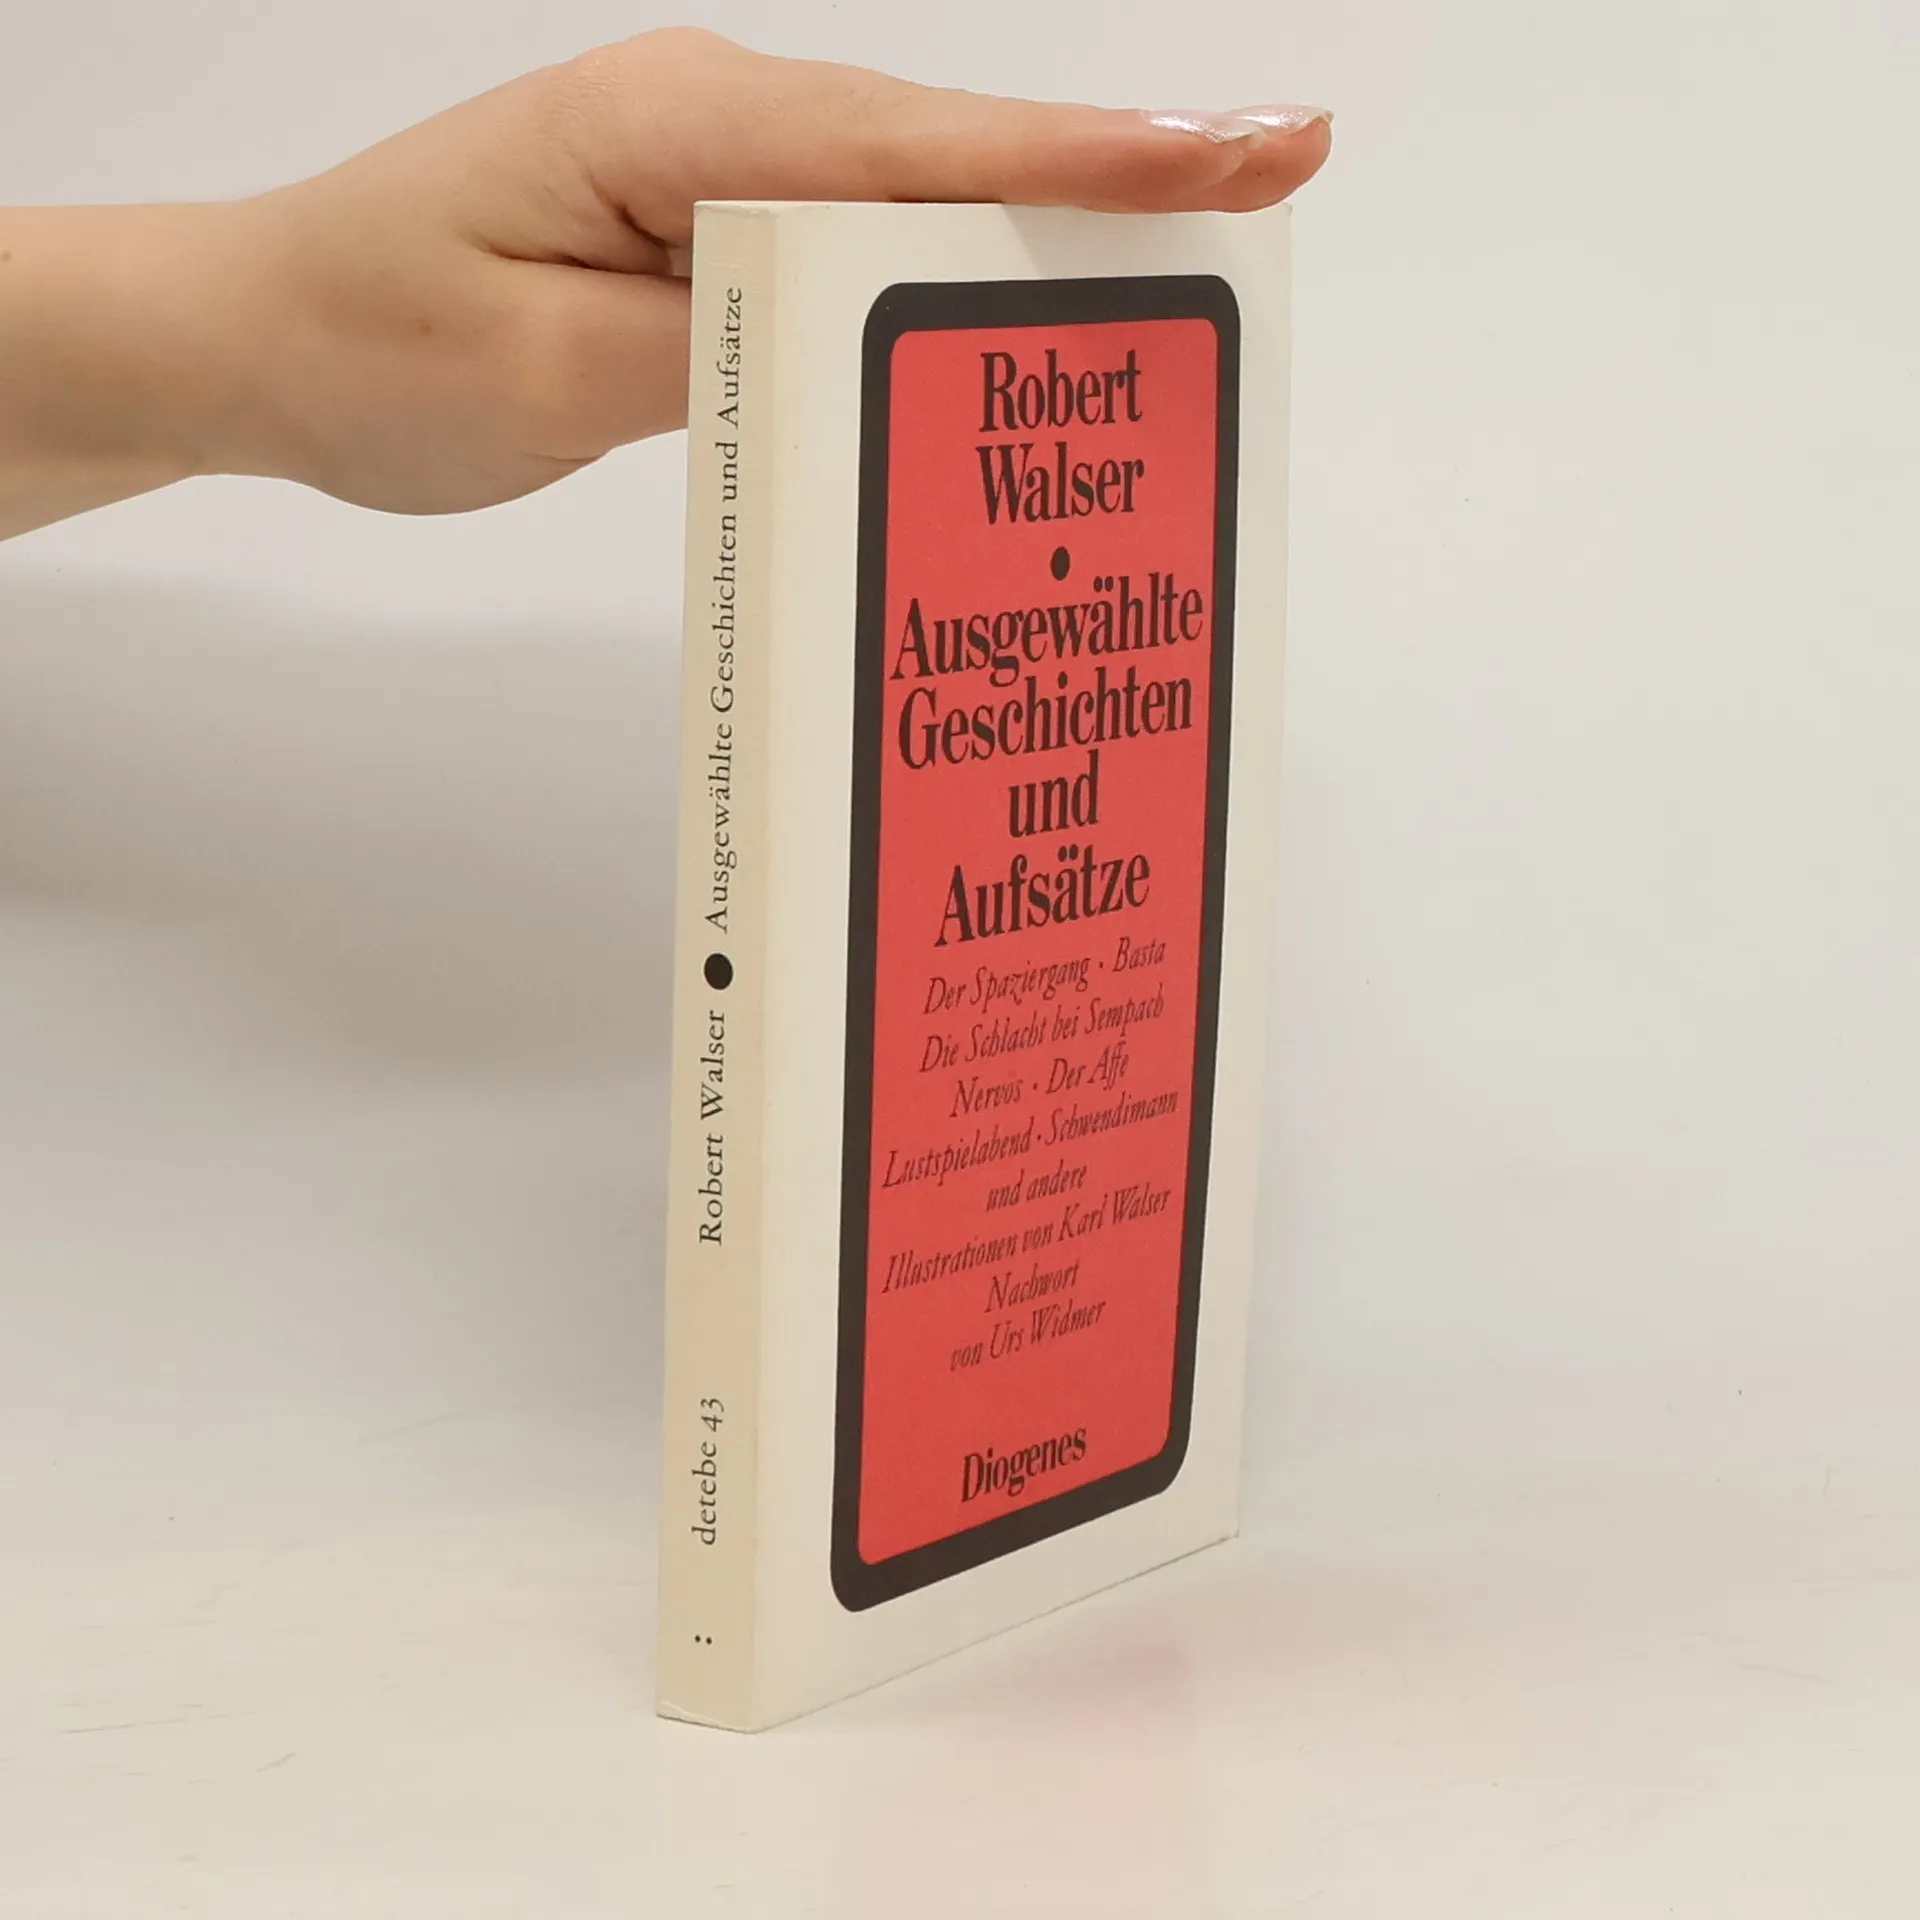 Robert Walser ● Ausgewählte Geschichten und Aufsätze
detebe 43
Robert
Walser
•
Ausgewählte
Geschichten
und
Aufsätze
Der Spaziergang · Basta
Die Schlacht bei Sempach
Nervös · Der Affe
Lustspielabend · Schwendimann
und andere
Illustrationen von Karl Walser
Nachwort
von Urs Widmer
Diogenes